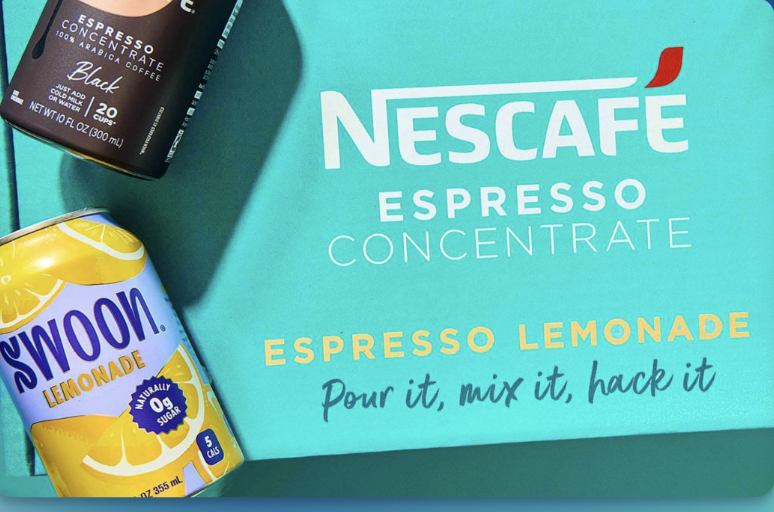 ESPRESSO
CONCENTRATE
100% ARABICA COFFEE
Black
JUST ADD
COLD MILK
OR WATER
20
CUPS*
NET WT 10 FL OZ (300 mL)
NESCAFÉ
ESPRESSO
CONCENTRATE
ESPRESSO LEMONADE
Pour it, mix it, hack it
SWOON®
LEMONADE
NATURALLY
0g
SUGAR
5
CALS
OZ 355 mL